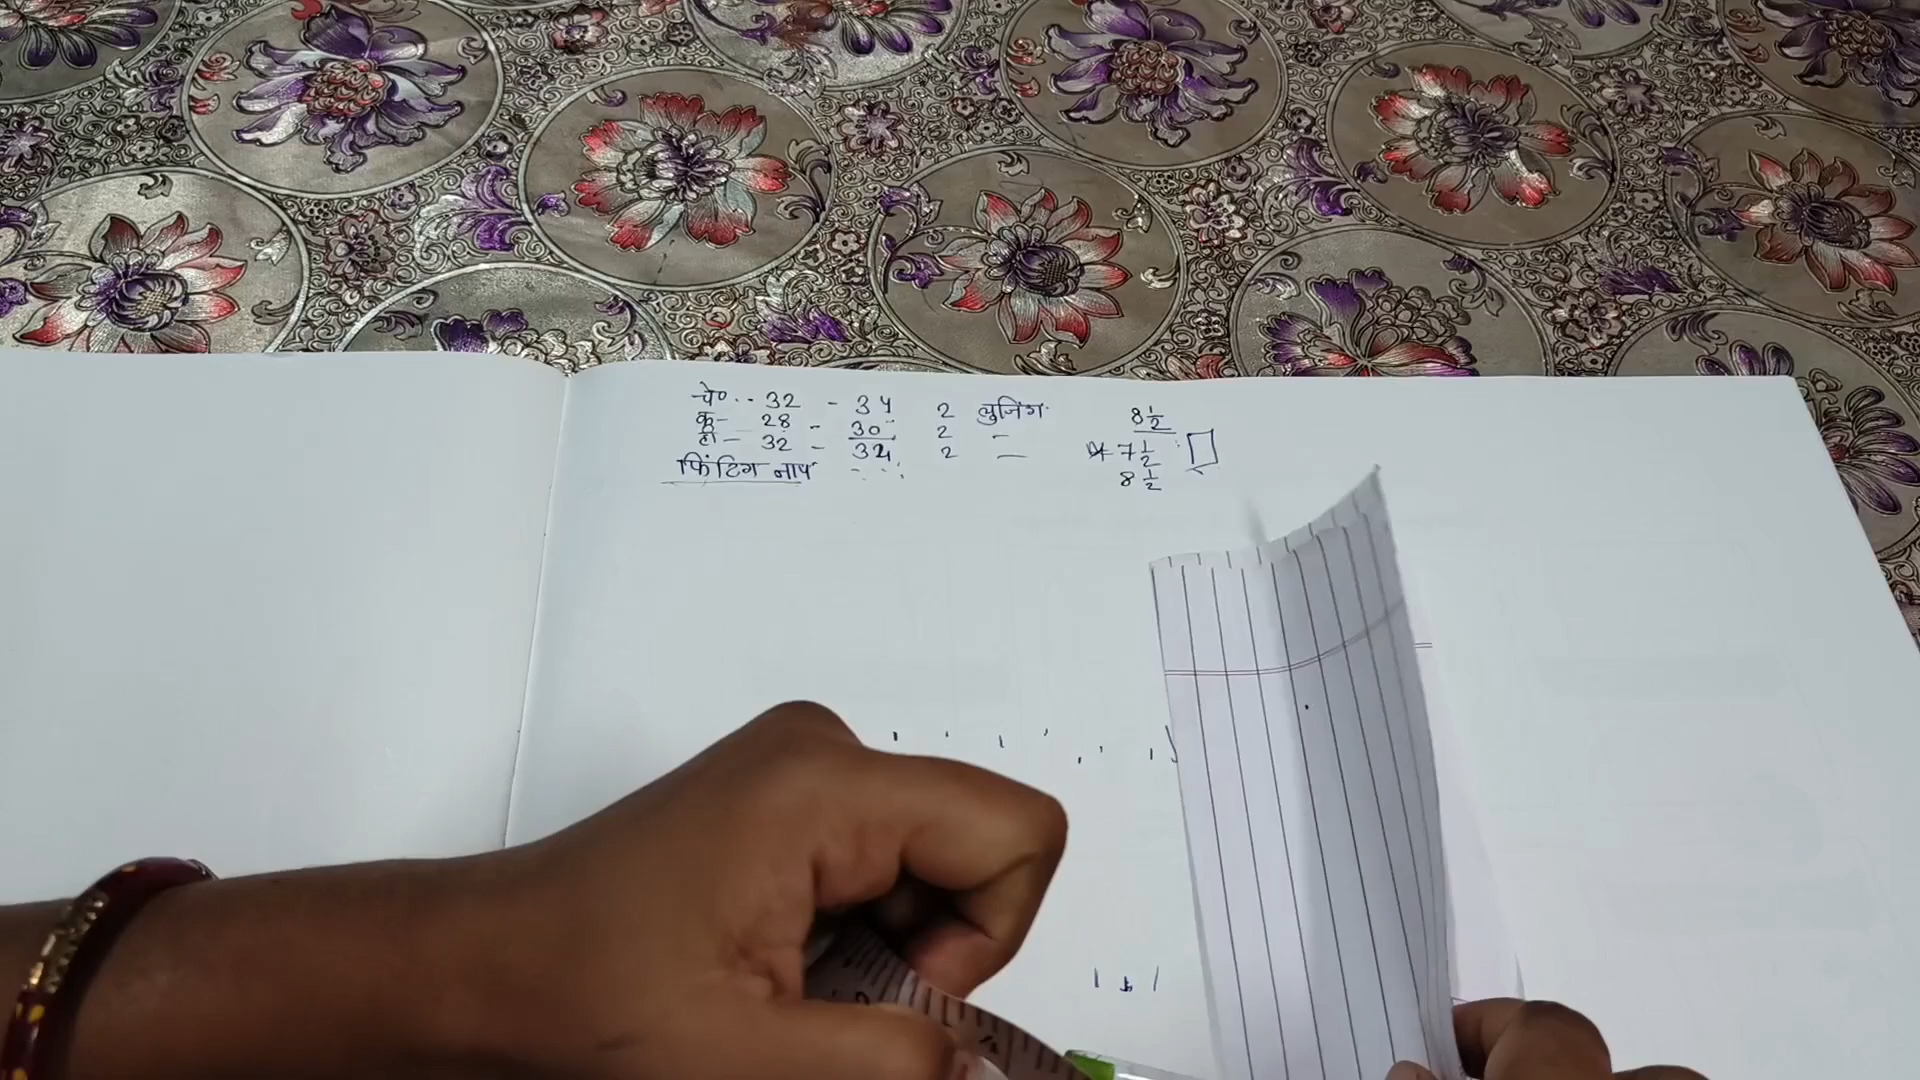 चे० -- 32 - 34 2 लुजिंग 8 1/2
क - 28 - 30 2 - 7 1/2
हि - 32 - 34 2 - 8 1/2
फिंटिग नाप